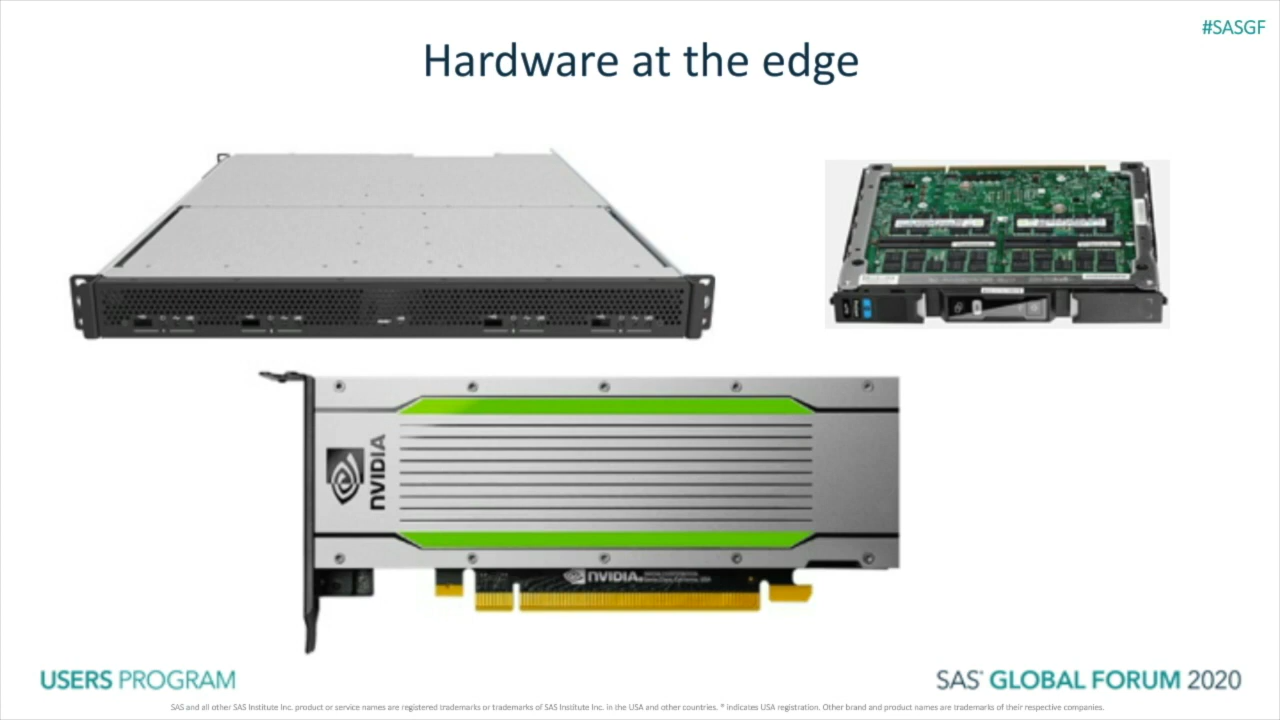 #SASGF
Hardware at the edge
NVIDIA
NVIDIA
USERS PROGRAM
SAS® GLOBAL FORUM 2020
SAS and all other SAS Institute Inc. product or service names are registered trademarks or trademarks of SAS Institute Inc. in the USA and other countries. ® indicates USA registration. Other brand and product names are trademarks of their respective companies.